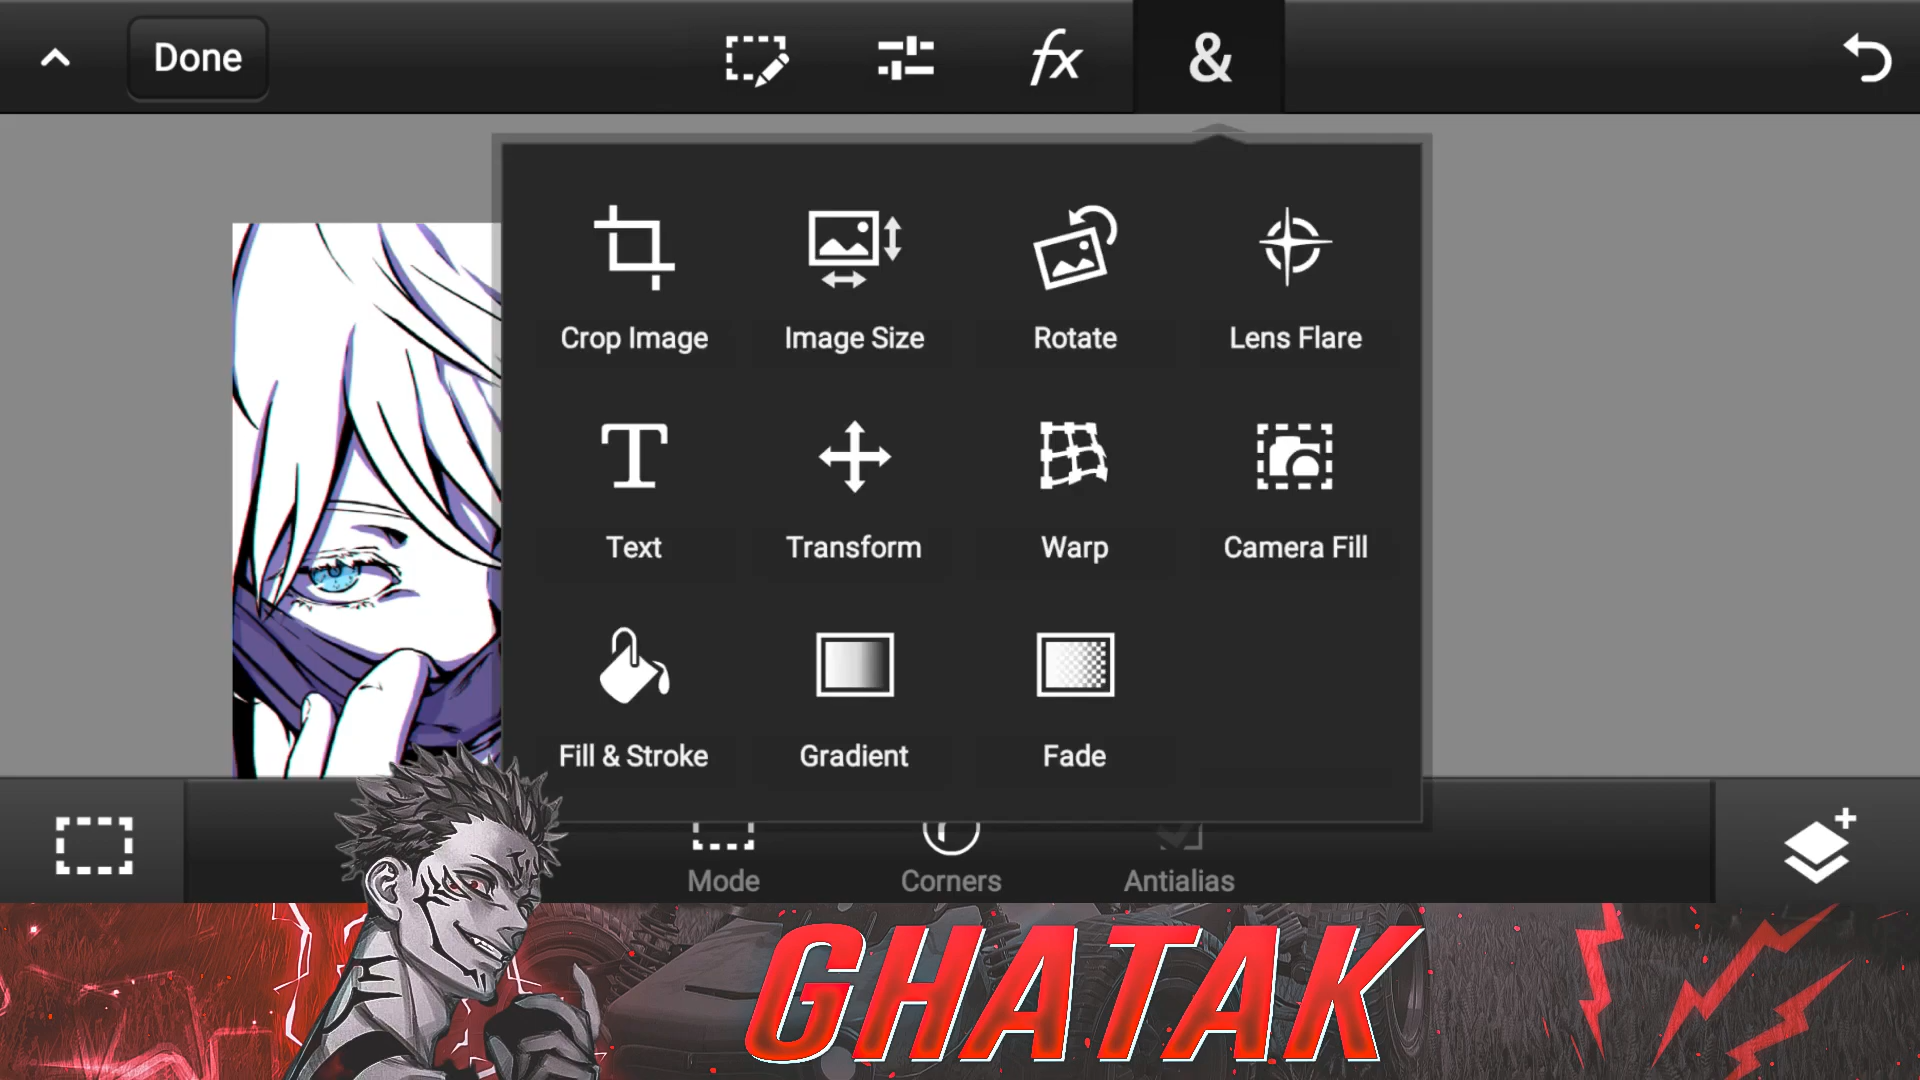 Done fx &
Crop Image Image Size Rotate Lens Flare
Text Transform Warp Camera Fill
Fill & Stroke Gradient Fade
Mode Corners Antialias
GHATAK